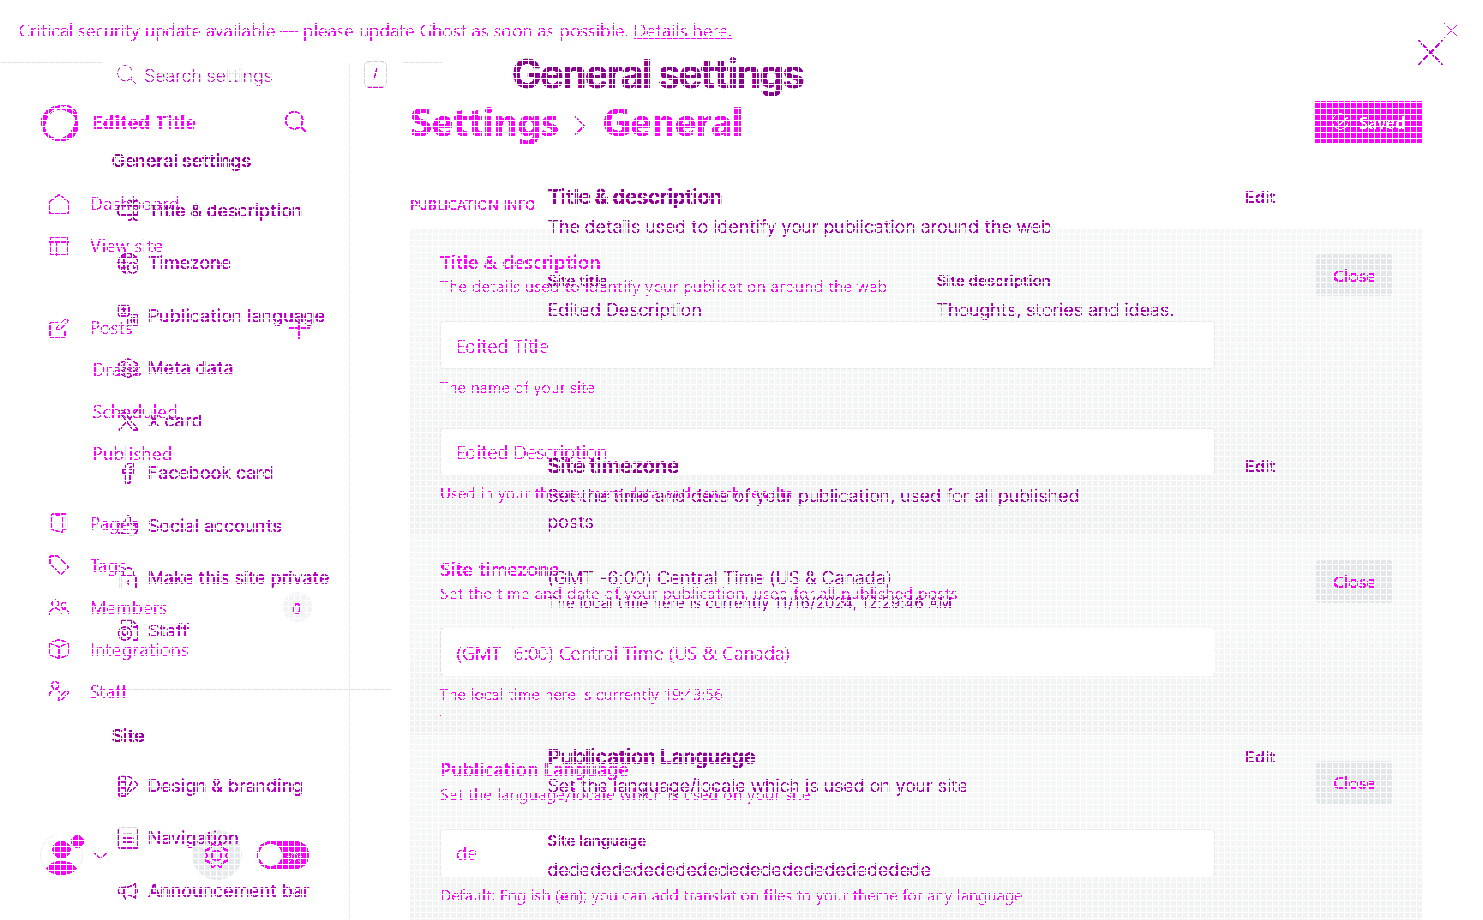 Critical security update available — please update Ghost as soon as possible. Details here.
Search settings
/
General settings
Edited Title
Settings › General
Saved
General settings
Title & description
Edit
PUBLICATION INFO
Dashboard
Title & description
The details used to identify your publication around the web
View site
Timezone
Title & description
Close
Site title
Site description
The details used to identify your publication around the web
Edited Description
Thoughts, stories and ideas.
Publication language
Posts
Edited Title
Drafts
Meta data
The name of your site
Scheduled
X card
Published
Edited Description
Site timezone
Edit
Facebook card
Used in your theme, meta data and search results
Set the time and date of your publication, used for all published
posts
Pages
Social accounts
Tags
Site timezone
Make this site private
(GMT -6:00) Central Time (US & Canada)
Close
Set the time and date of your publication, used for all published posts
The local time here is currently 11/16/2024, 12:29:46 AM
Members
0
Staff
Integrations
(GMT -6:00) Central Time (US & Canada)
Staff
The local time here is currently 19:43:56
.
Site
Publication Language
Edit
Publication Language
Design & branding
Set the language/locale which is used on your site
Close
Set the language/locale which is used on your site
Navigation
Site language
de
dedededededededededededededededededede
Announcement bar
Default: English (en); you can add translation files to your theme for any language